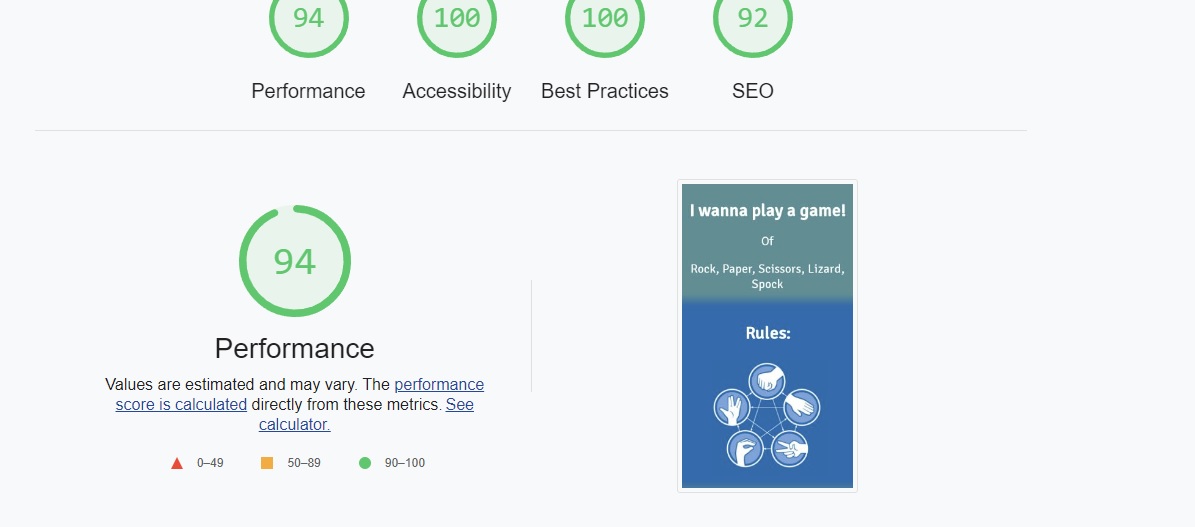 94 100 100 92
Performance Accessibility Best Practices SEO
94
Performance
Values are estimated and may vary. The performance
score is calculated directly from these metrics. See
calculator.
0–49 50–89 90–100
I wanna play a game!
Of
Rock, Paper, Scissors, Lizard,
Spock
Rules: